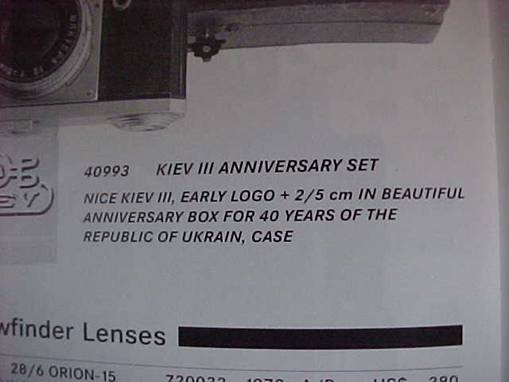 40993 KIEV III ANNIVERSARY SET
NICE KIEV III, EARLY LOGO + 2/5 cm IN BEAUTIFUL
ANNIVERSARY BOX FOR 40 YEARS OF THE
REPUBLIC OF UKRAIN, CASE
wfinder Lenses
28/6 ORION-15